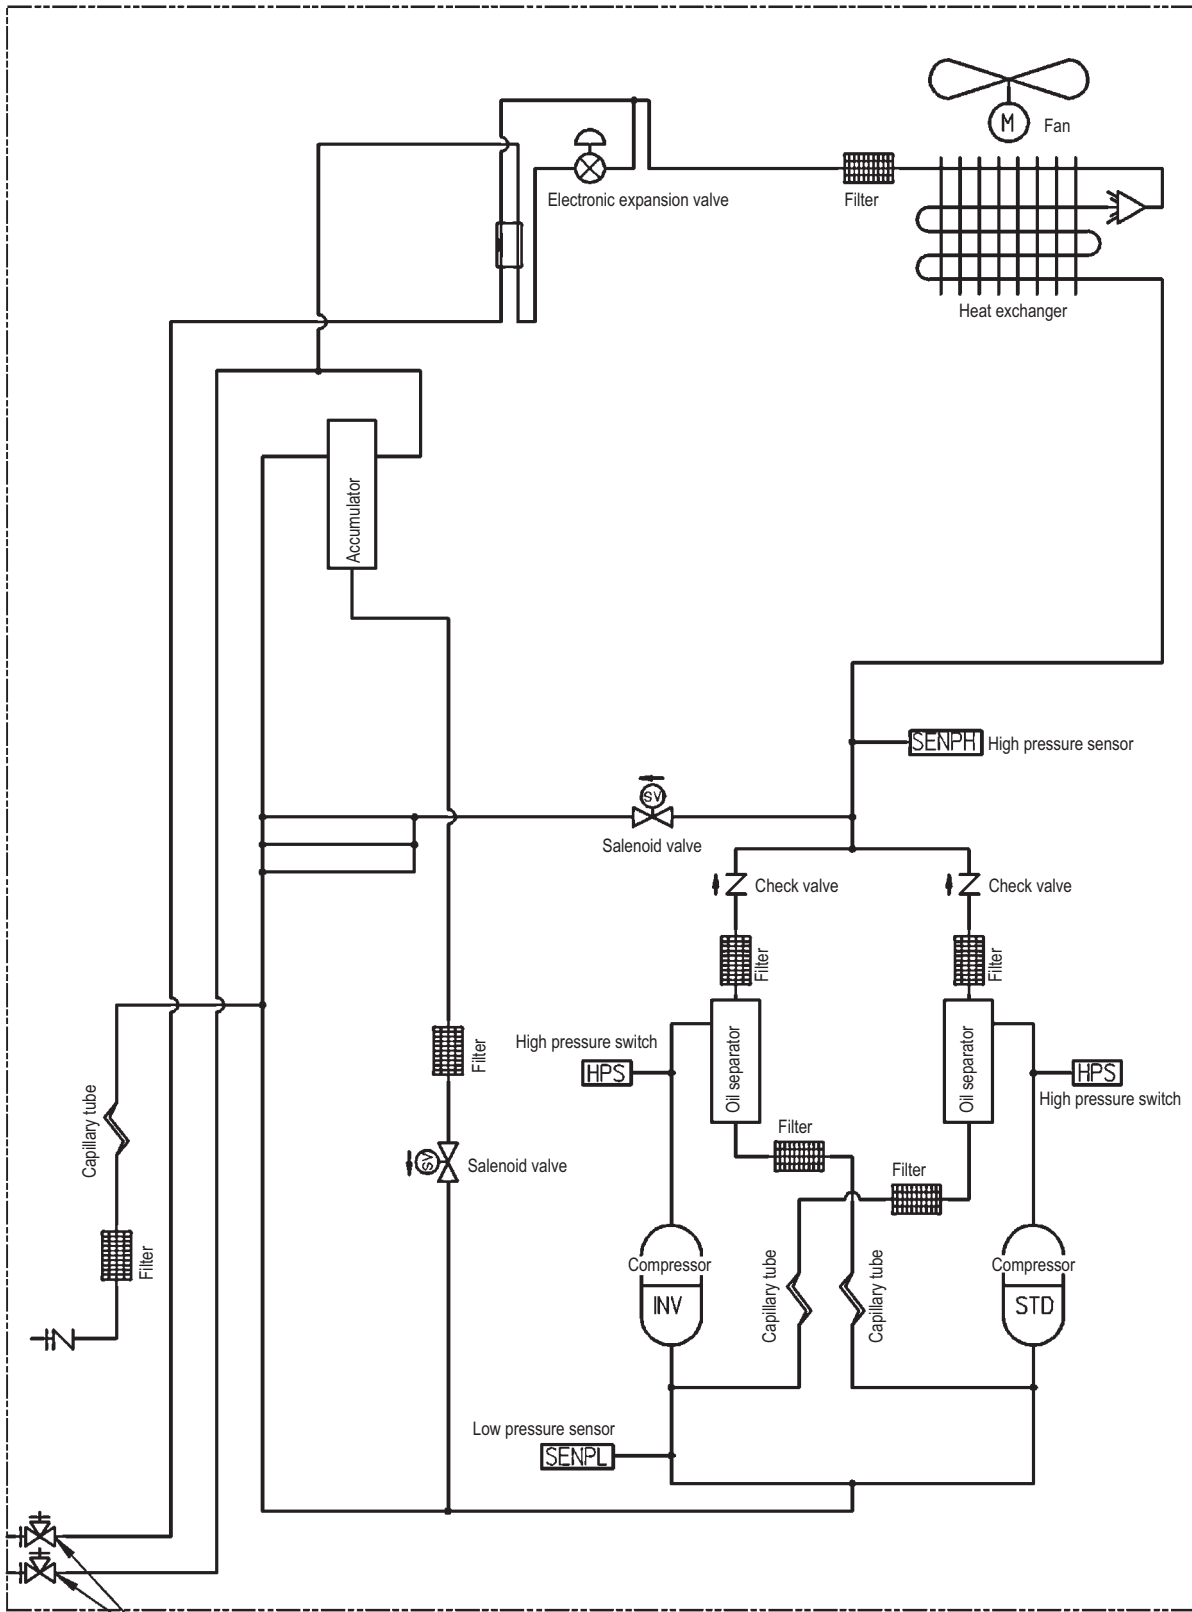 M
Fan
Electronic expansion valve
Filter
Heat exchanger
Accumulator
SENPH
High pressure sensor
SV
Salenoid valve
Check valve
Check valve
Filter
Filter
High pressure switch
HPS
Filter
Oil separator
Oil separator
HPS
High pressure switch
Capillary tube
Filter
SV
Salenoid valve
Filter
Filter
Compressor
INV
Capillary tube
Capillary tube
Compressor
STD
Low pressure sensor
SENPL